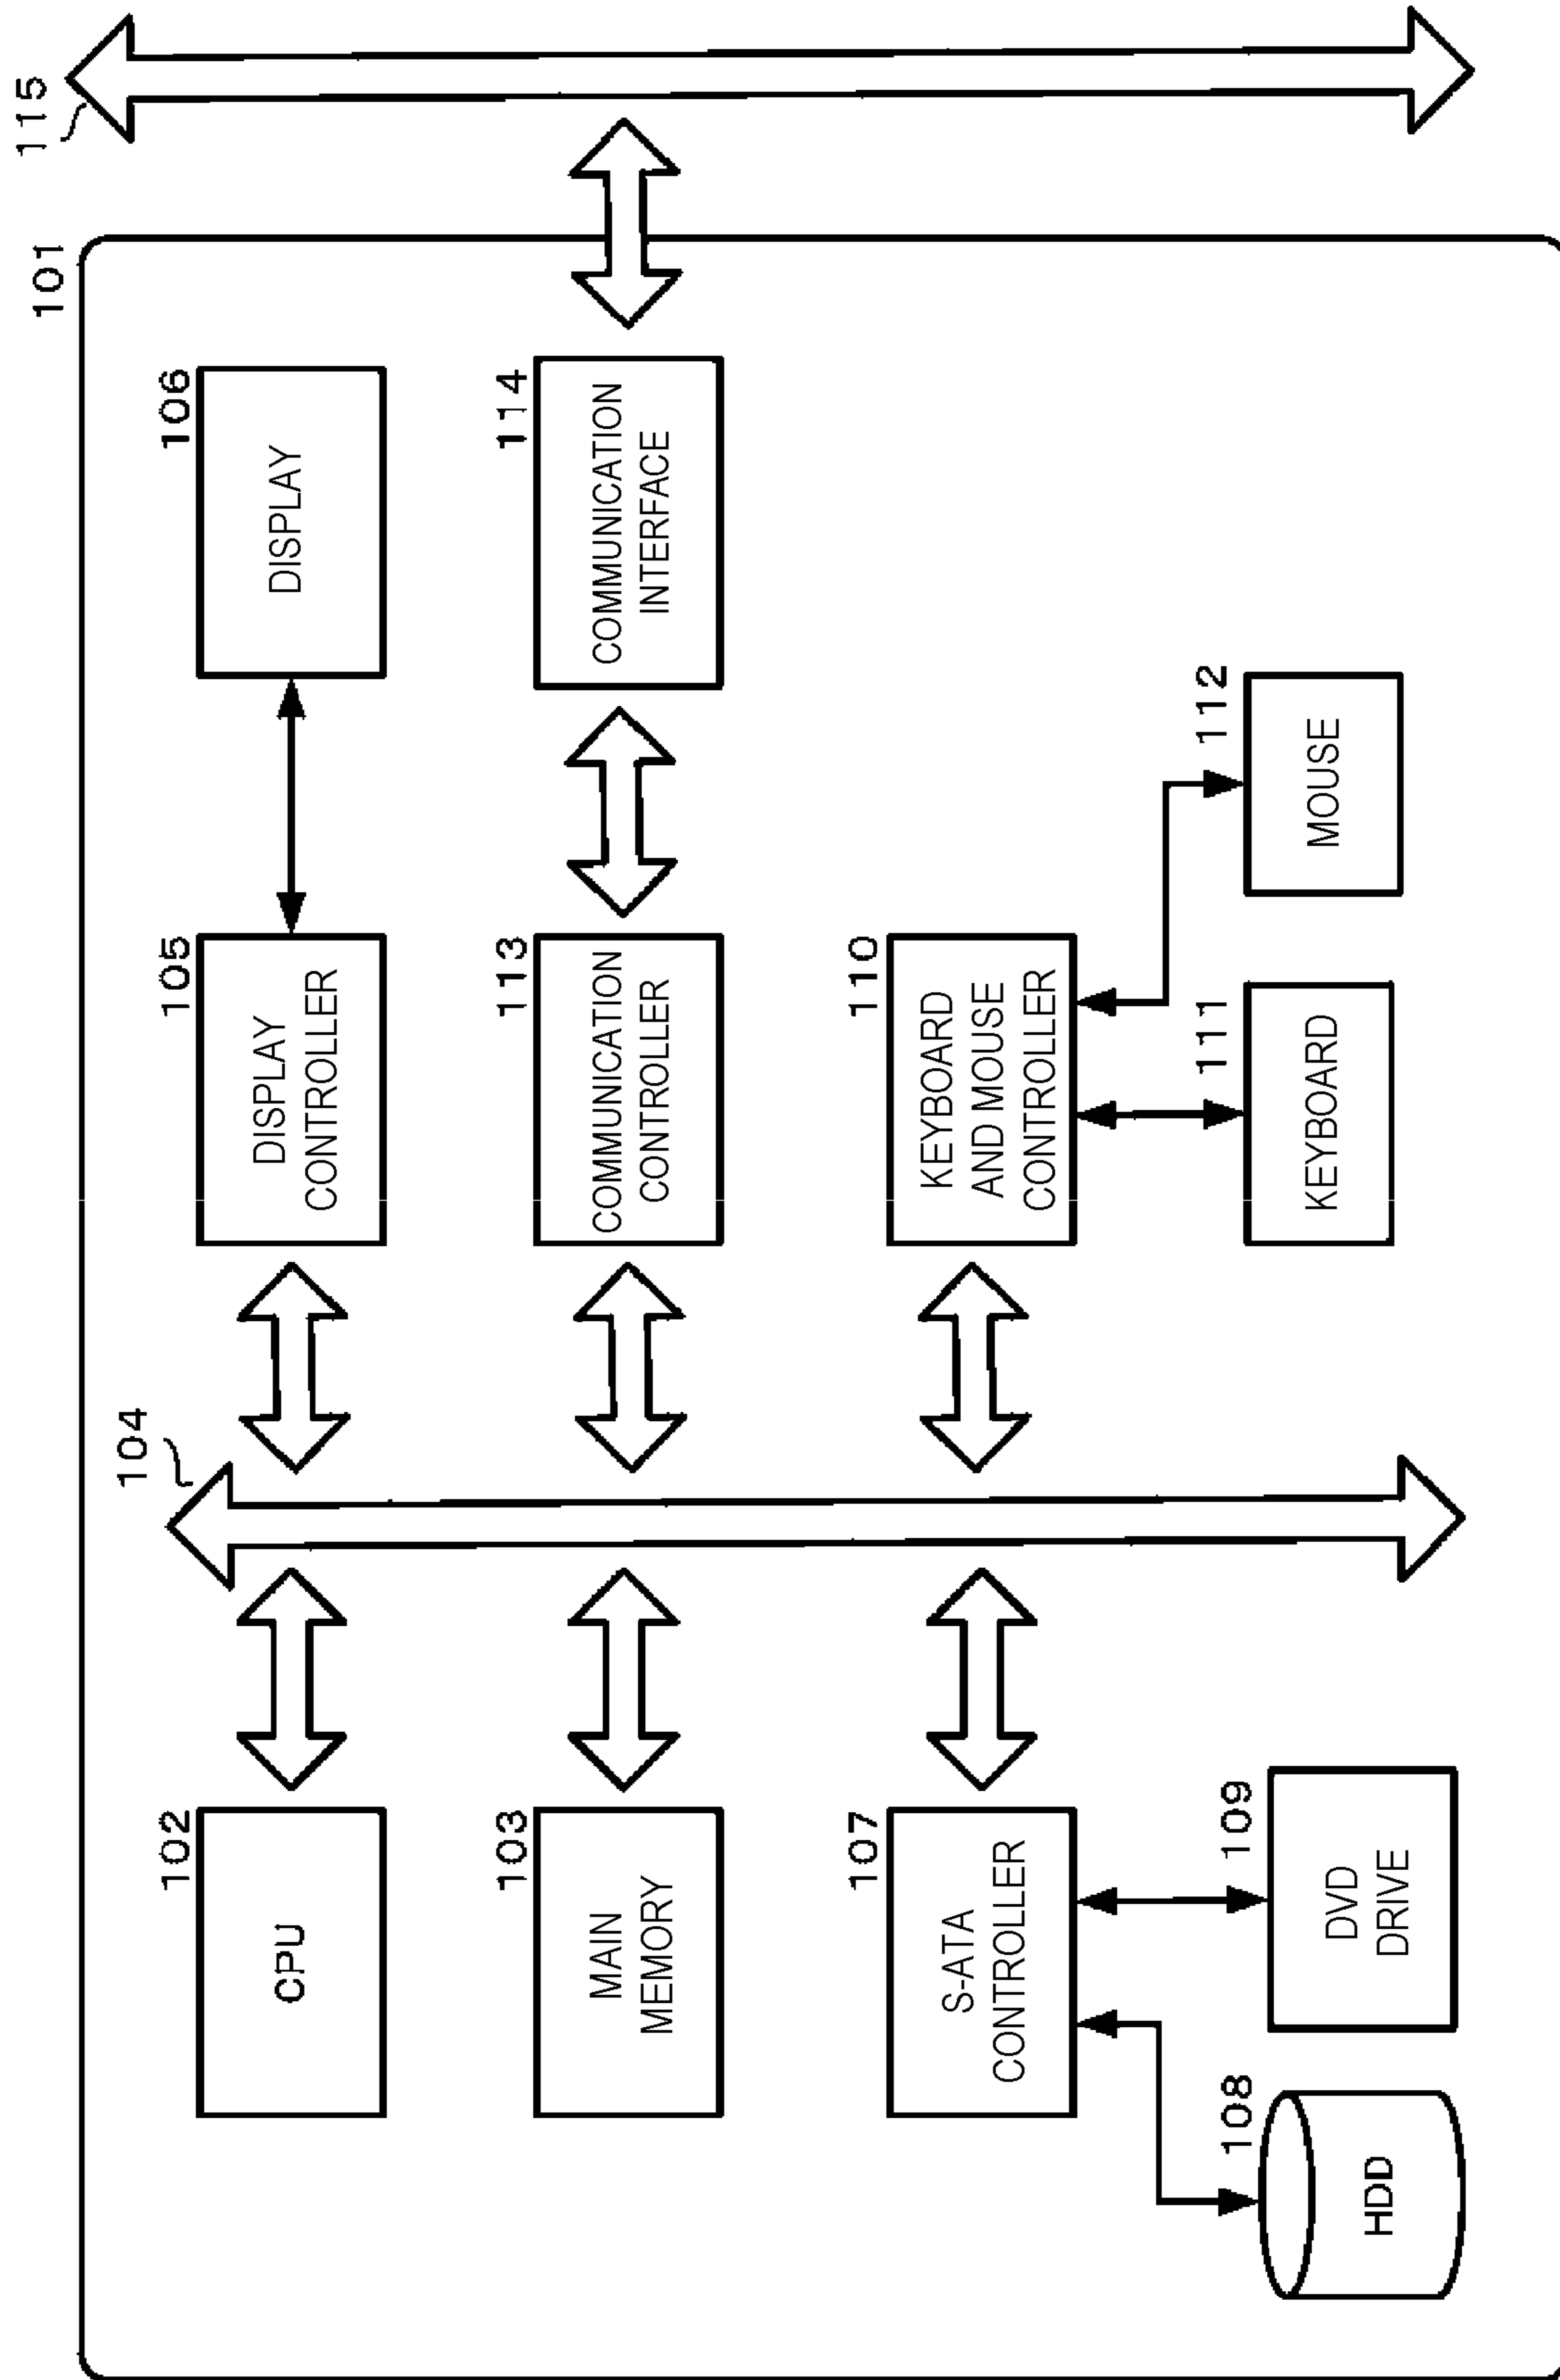 101
115
102
CPU
104
105
DISPLAY
CONTROLLER
106
DISPLAY
103
MAIN
MEMORY
113
COMMUNICATION
CONTROLLER
114
COMMUNICATION
INTERFACE
107
S-ATA
CONTROLLER
110
KEYBOARD
AND MOUSE
CONTROLLER
108
HDD
109
DVD
DRIVE
111
KEYBOARD
112
MOUSE